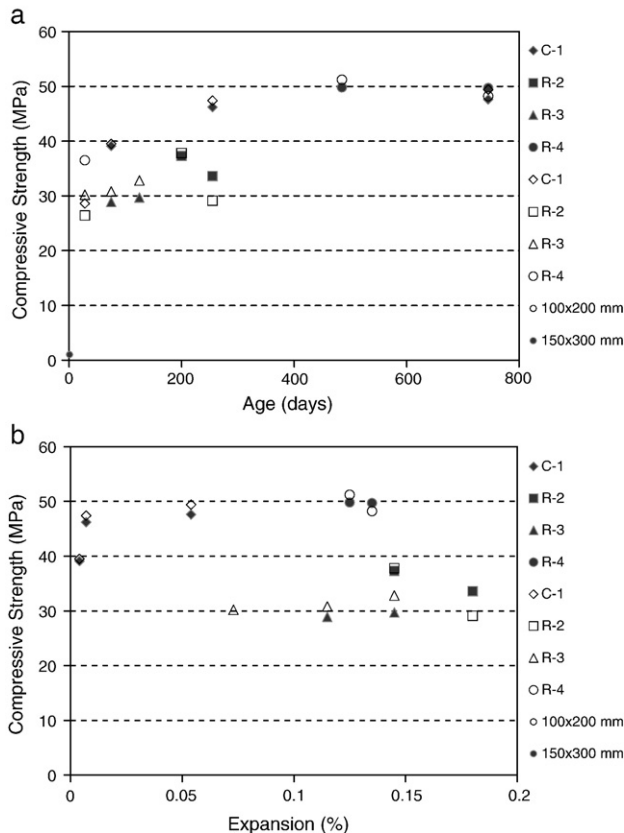 a
60
50
40
30
20
10
0
Compressive Strength (MPa)
0 200 400 600 800
Age (days)
C-1
R-2
R-3
R-4
C-1
R-2
R-3
R-4
100x200 mm
150x300 mm
b
60
50
40
30
20
10
0
Compressive Strength (MPa)
0 0.05 0.1 0.15 0.2
Expansion (%)
C-1
R-2
R-3
R-4
C-1
R-2
R-3
R-4
100x200 mm
150x300 mm